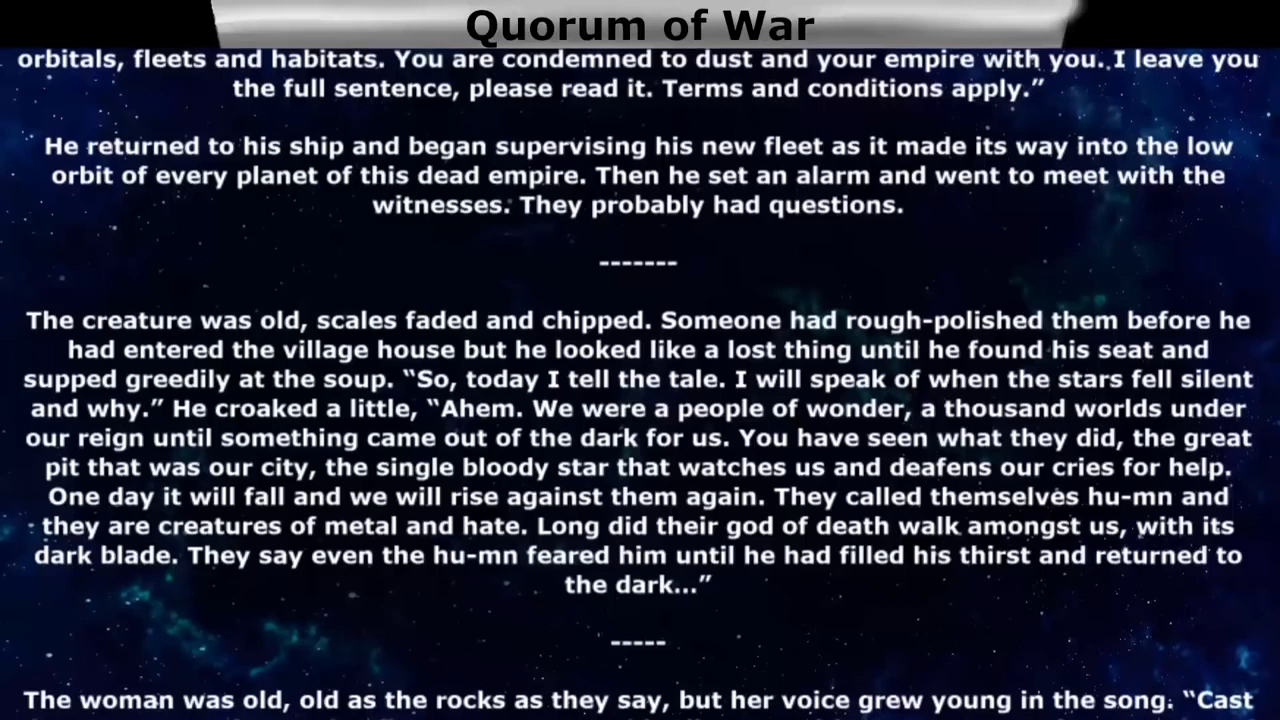 Quorum of War
orbitals, fleets and habitats. You are condemned to dust and your empire with you. I leave you
the full sentence, please read it. Terms and conditions apply.”
He returned to his ship and began supervising his new fleet as it made its way into the low
orbit of every planet of this dead empire. Then he set an alarm and went to meet with the
witnesses. They probably had questions.
-------
The creature was old, scales faded and chipped. Someone had rough-polished them before he
had entered the village house but he looked like a lost thing until he found his seat and
supped greedily at the soup. “So, today I tell the tale. I will speak of when the stars fell silent
and why.” He croaked a little, “Ahem. We were a people of wonder, a thousand worlds under
our reign until something came out of the dark for us. You have seen what they did, the great
pit that was our city, the single bloody star that watches us and deafens our cries for help.
One day it will fall and we will rise against them again. They called themselves hu-mn and
they are creatures of metal and hate. Long did their god of death walk amongst us, with its
dark blade. They say even the hu-mn feared him until he had filled his thirst and returned to
the dark...”
-----
The woman was old, old as the rocks as they say, but her voice grew young in the song. “Cast